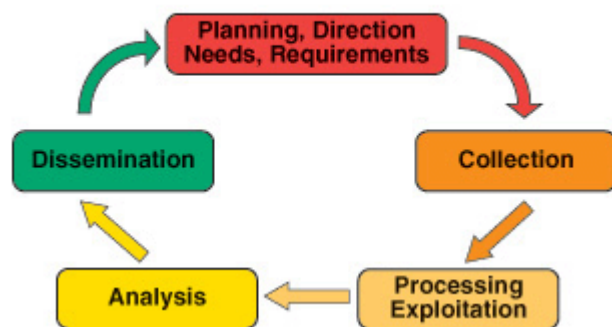 Planning, Direction
Needs, Requirements
Collection
Processing
Exploitation
Analysis
Dissemination